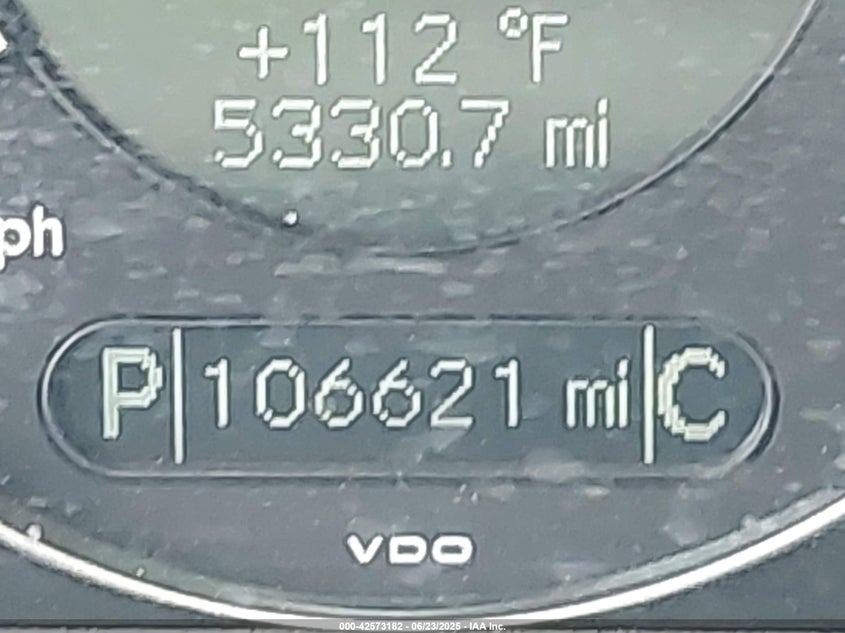 +112 °F
5330.7 mi
ph
P 106621 mi C
VDO
000-42573182 - 06/23/2025 - IAA Inc.